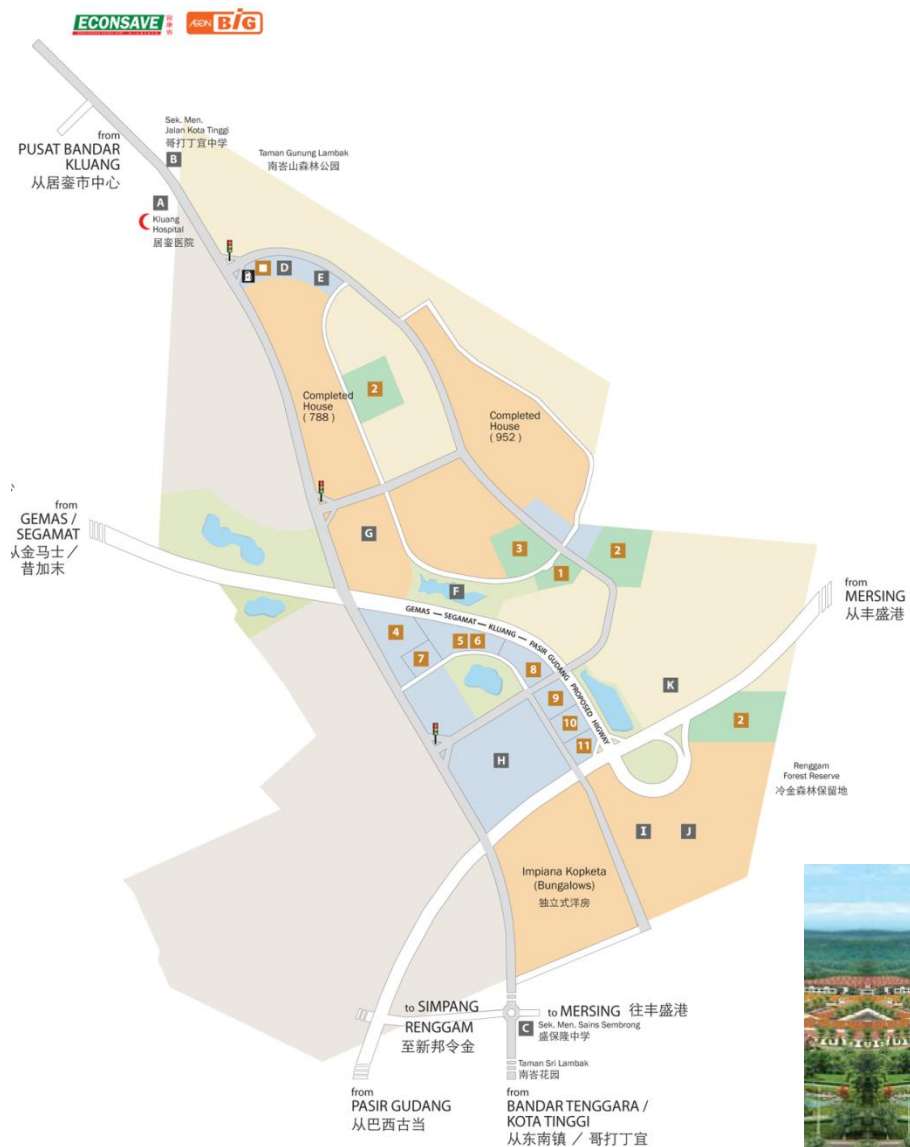 ECONSAVE
AEON BiG
from
PUSAT BANDAR
KLUANG
从居銮市中心
Sek. Men.
Jalan Kota Tinggi
哥打丁宜中学
B
Taman Gunung Lambak
南峇山森林公园
A
Kluang
Hospital
居銮医院
D
E
2
Completed
House
( 788 )
Completed
House
( 952 )
from
GEMAS /
SEGAMAT
从金马士／
昔加末
G
3
2
1
F
from
MERSING
从丰盛港
GEMAS — SEGAMAT — KLUANG — PASIR GUDANG PROPOSED HIGWAY
4
5
6
7
8
9
10
11
K
2
H
Renggam
Forest Reserve
冷金森林保留地
I
J
Impiana Kopketa
(Bungalows)
独立式洋房
to SIMPANG
RENGGAM
至新邦令金
to MERSING 往丰盛港
C
Sek. Men. Sains Sembrong
盛保隆中学
Taman Sri Lambak
南峇花园
from
PASIR GUDANG
从巴西古当
from
BANDAR TENGGARA /
KOTA TINGGI
从东南镇 ／ 哥打丁宜